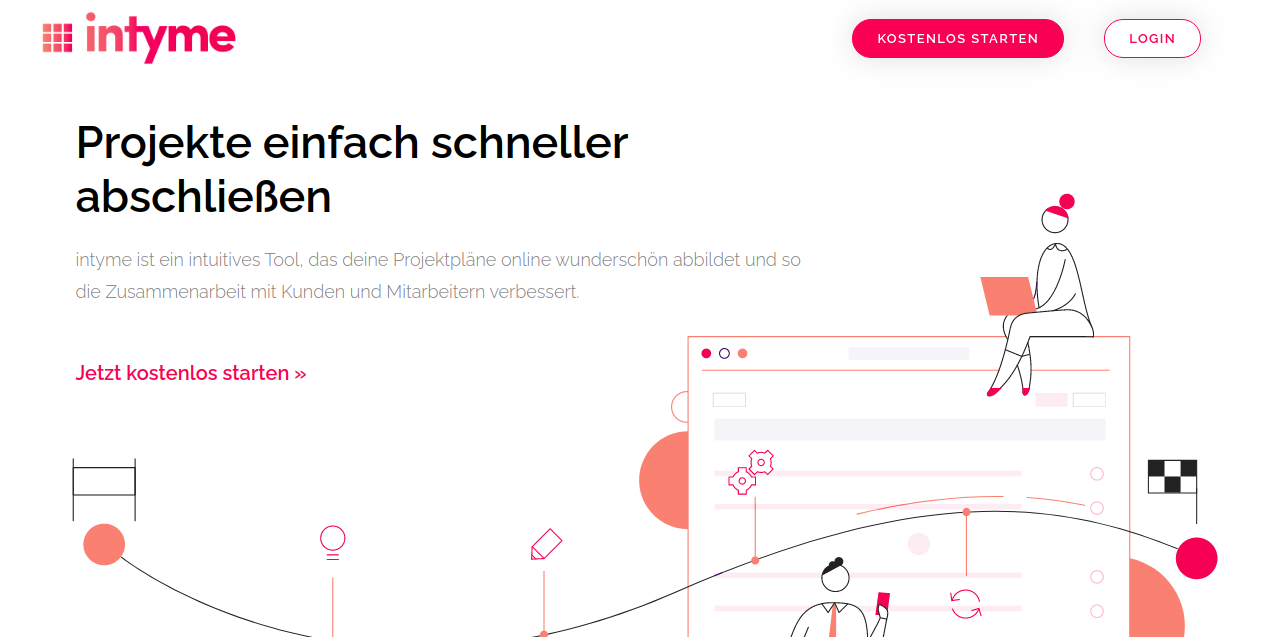 intyme
KOSTENLOS STARTEN
LOGIN
Projekte einfach schneller
abschließen
intyme ist ein intuitives Tool, das deine Projektpläne online wunderschön abbildet und so
die Zusammenarbeit mit Kunden und Mitarbeitern verbessert.
Jetzt kostenlos starten »